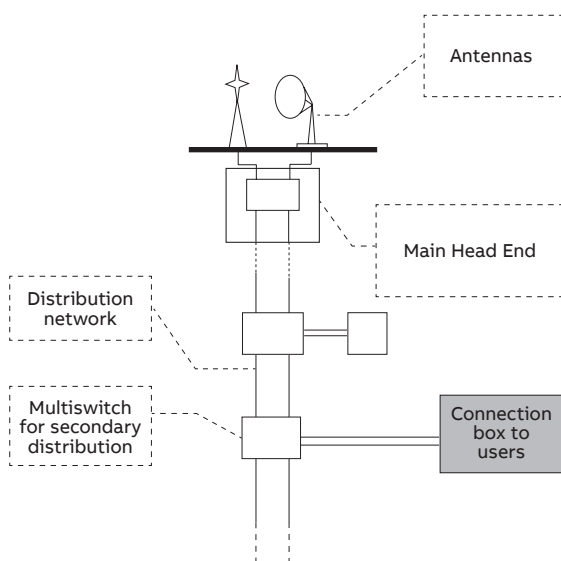 Antennas
Main Head End
Distribution
network
Multiswitch
for secondary
distribution
Connection
box to
users